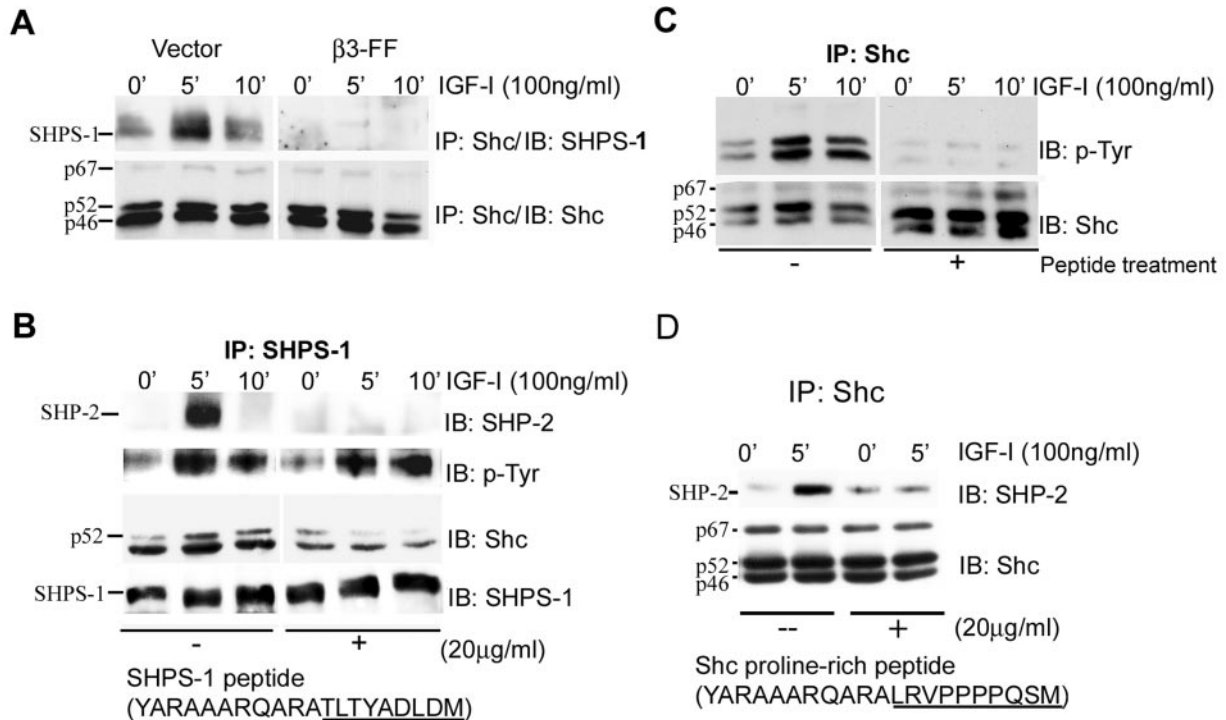 A
Vector β3-FF
0’ 5’ 10’ 0’ 5’ 10’ IGF-I (100ng/ml)
SHPS-1 IP: Shc/ IB: SHPS-1
p67
p52
p46 IP: Shc/ IB: Shc
B
IP: SHPS-1
0’ 5’ 10’ 0’ 5’ 10’ IGF-I (100ng/ml)
SHP-2 IB: SHP-2
IB: p-Tyr
p52 IB: Shc
SHPS-1 IB: SHPS-1
- + (20μg/ml)
SHPS-1 peptide
(YARAAARQARATLTYADLDM)
C
IP: Shc
0’ 5’ 10’ 0’ 5’ 10’ IGF-I (100ng/ml)
IB: p-Tyr
p67
p52
p46 IB: Shc
- + Peptide treatment
D
IP: Shc
0’ 5’ 0’ 5’ IGF-I (100ng/ml)
SHP-2 IB: SHP-2
p67
p52
p46 IB: Shc
-- + (20μg/ml)
Shc proline-rich peptide
(YARAAARQARALRVPPPPQSM)